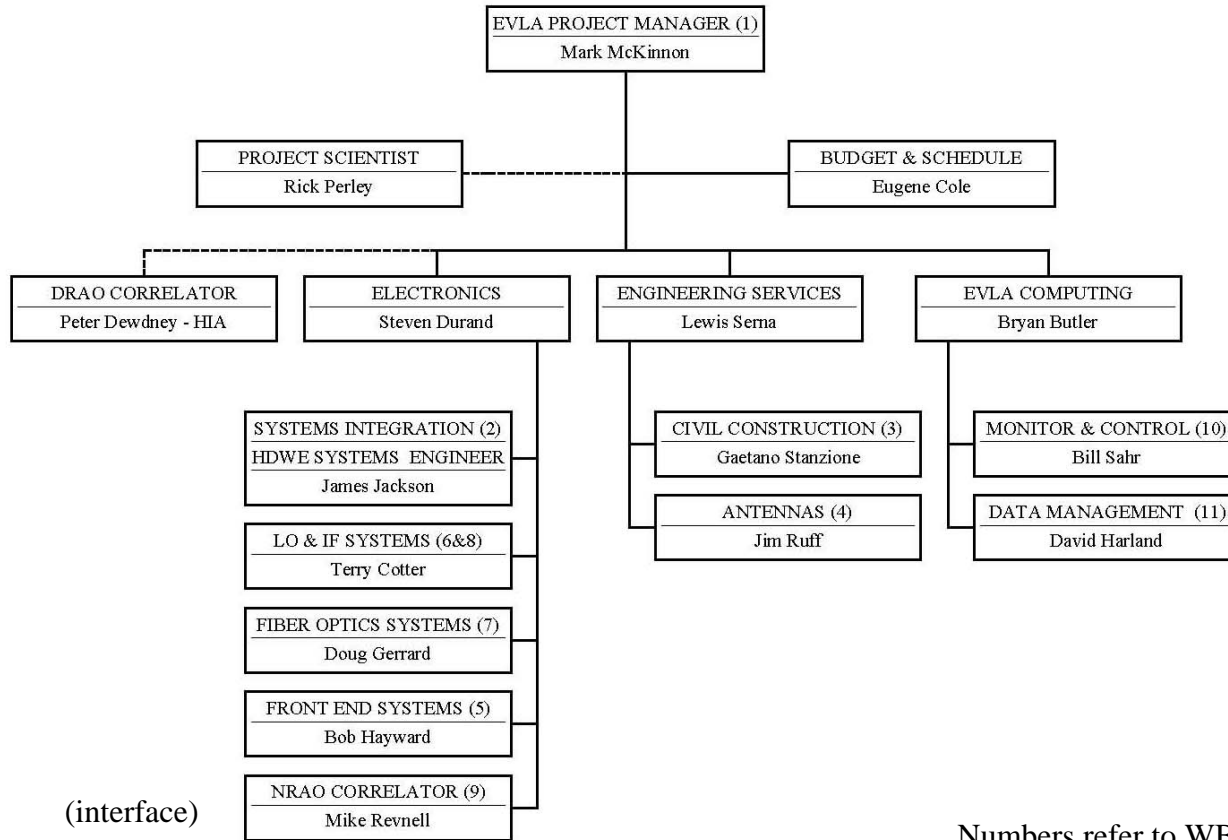 EVLA PROJECT MANAGER (1)
Mark McKinnon
PROJECT SCIENTIST
Rick Perley
BUDGET & SCHEDULE
Eugene Cole
DRAO CORRELATOR
Peter Dewdney - HIA
ELECTRONICS
Steven Durand
ENGINEERING SERVICES
Lewis Serna
EVLA COMPUTING
Bryan Butler
SYSTEMS INTEGRATION (2)
HDWE SYSTEMS ENGINEER
James Jackson
LO & IF SYSTEMS (6&8)
Terry Cotter
FIBER OPTICS SYSTEMS (7)
Doug Gerrard
FRONT END SYSTEMS (5)
Bob Hayward
NRAO CORRELATOR (9)
Mike Revnell
(interface)
CIVIL CONSTRUCTION (3)
Gaetano Stanzione
ANTENNAS (4)
Jim Ruff
MONITOR & CONTROL (10)
Bill Sahr
DATA MANAGEMENT (11)
David Harland
Numbers refer to